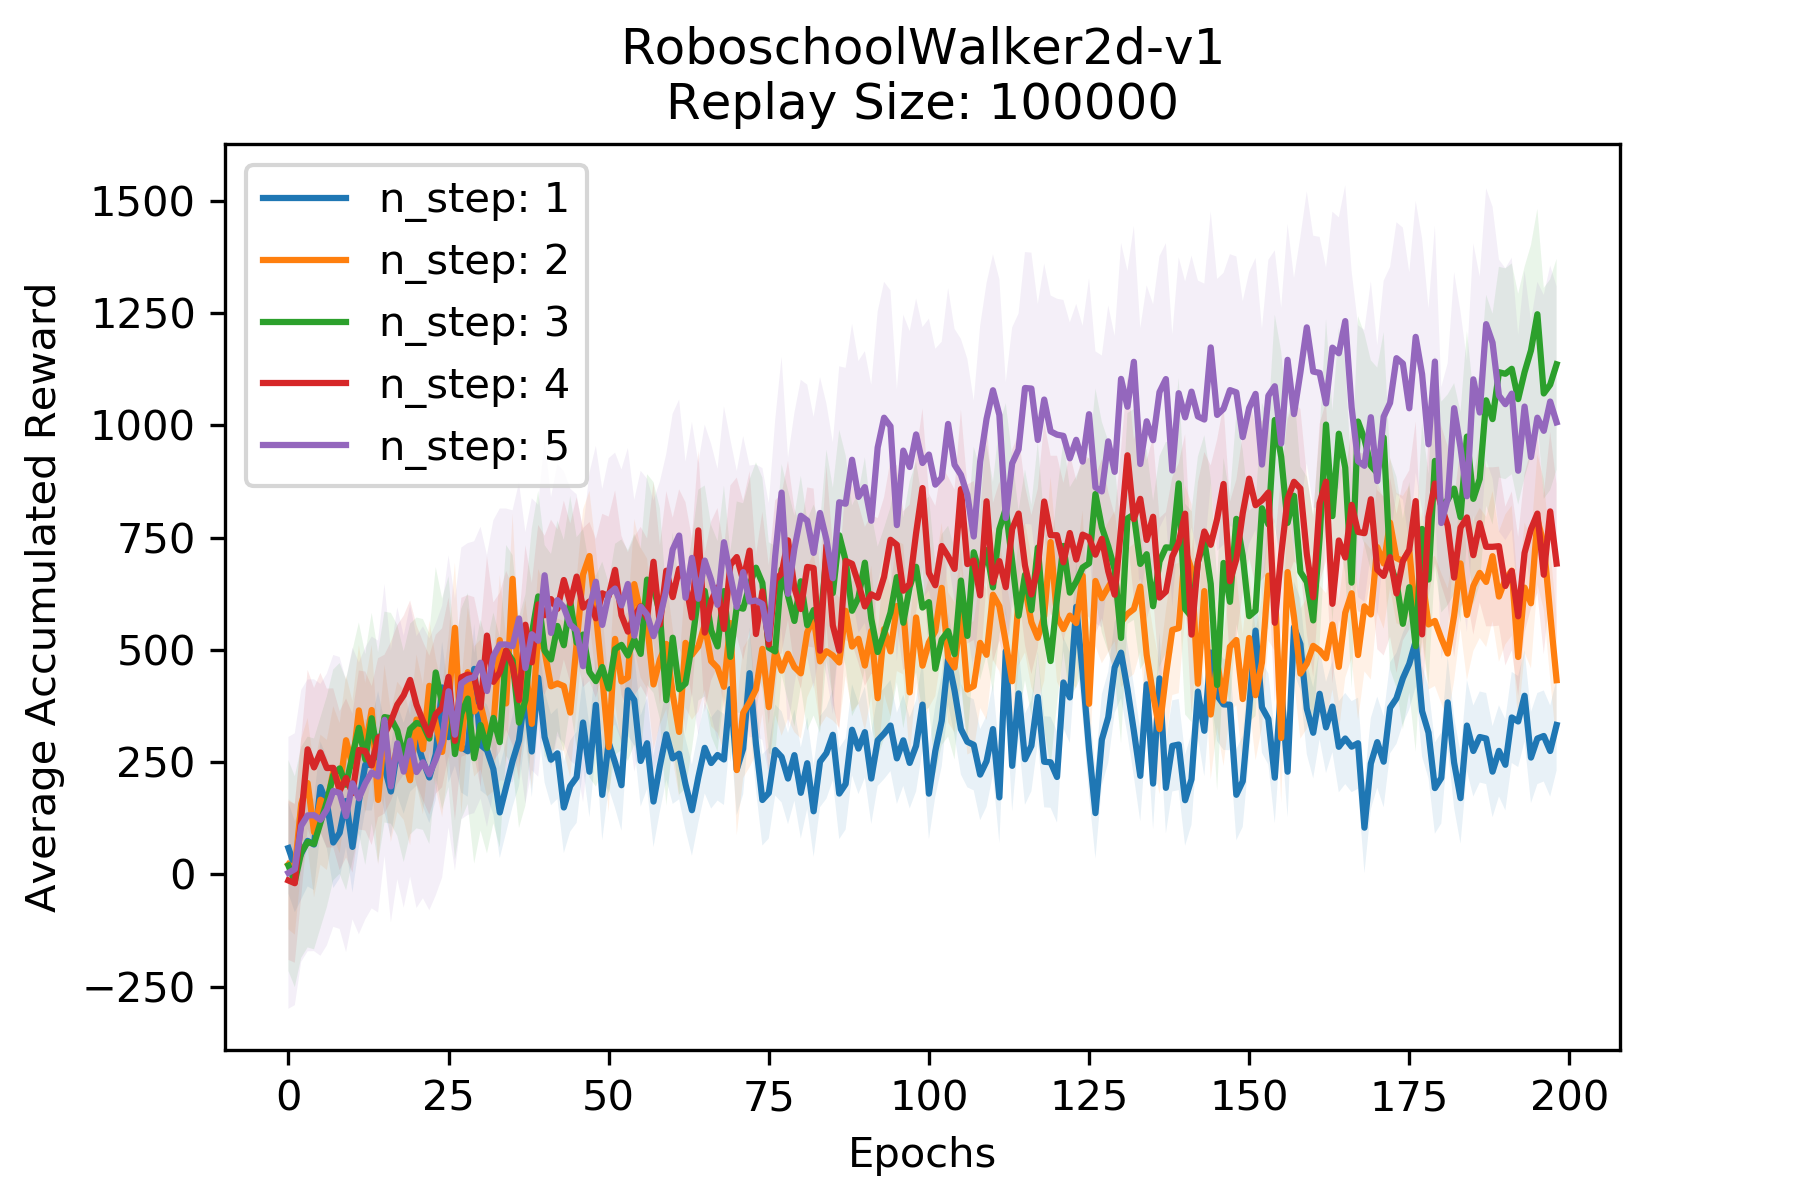 RoboschoolWalker2d-v1
Replay Size: 100000
n_step: 1
n_step: 2
n_step: 3
n_step: 4
n_step: 5
Average Accumulated Reward
1500
1250
1000
750
500
250
0
−250
0 25 50 75 100 125 150 175 200
Epochs